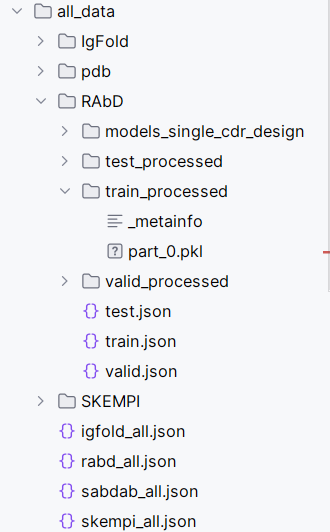 all_data
IgFold
pdb
RAbD
models_single_cdr_design
test_processed
train_processed
_metainfo
part_0.pkl
valid_processed
test.json
train.json
valid.json
SKEMPI
igfold_all.json
rabd_all.json
sabdab_all.json
skempi_all.json